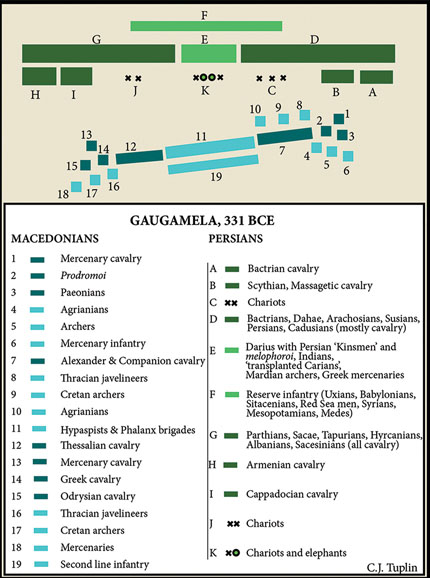 F
G
E
D
H
I
J
K
C
B
A
10
9
8
2
1
3
13
14
12
11
7
4
5
6
15
19
18
17
16
GAUGAMELA, 331 BCE
MACEDONIANS
1 Mercenary cavalry
2 Prodromoi
3 Paeonians
4 Agrianians
5 Archers
6 Mercenary infantry
7 Alexander & Companion cavalry
8 Thracian javelineers
9 Cretan archers
10 Agrianians
11 Hypaspists & Phalanx brigades
12 Thessalian cavalry
13 Mercenary cavalry
14 Greek cavalry
15 Odrysian cavalry
16 Thracian javelineers
17 Cretan archers
18 Mercenaries
19 Second line infantry
PERSIANS
A Bactrian cavalry
B Scythian, Massagetic cavalry
C Chariots
D Bactrians, Dahae, Arachosians, Susians,
Persians, Cadusians (mostly cavalry)
E Darius with Persian ‘Kinsmen’ and
melophoroi, Indians,
‘transplanted Carians’,
Mardian archers, Greek mercenaries
F Reserve infantry (Uxians, Babylonians,
Sitacenians, Red Sea men, Syrians,
Mesopotamians, Medes)
G Parthians, Sacae, Tapurians, Hyrcanians,
Albanians, Sacesinians (all cavalry)
H Armenian cavalry
I Cappadocian cavalry
J Chariots
K Chariots and elephants
C.J. Tuplin